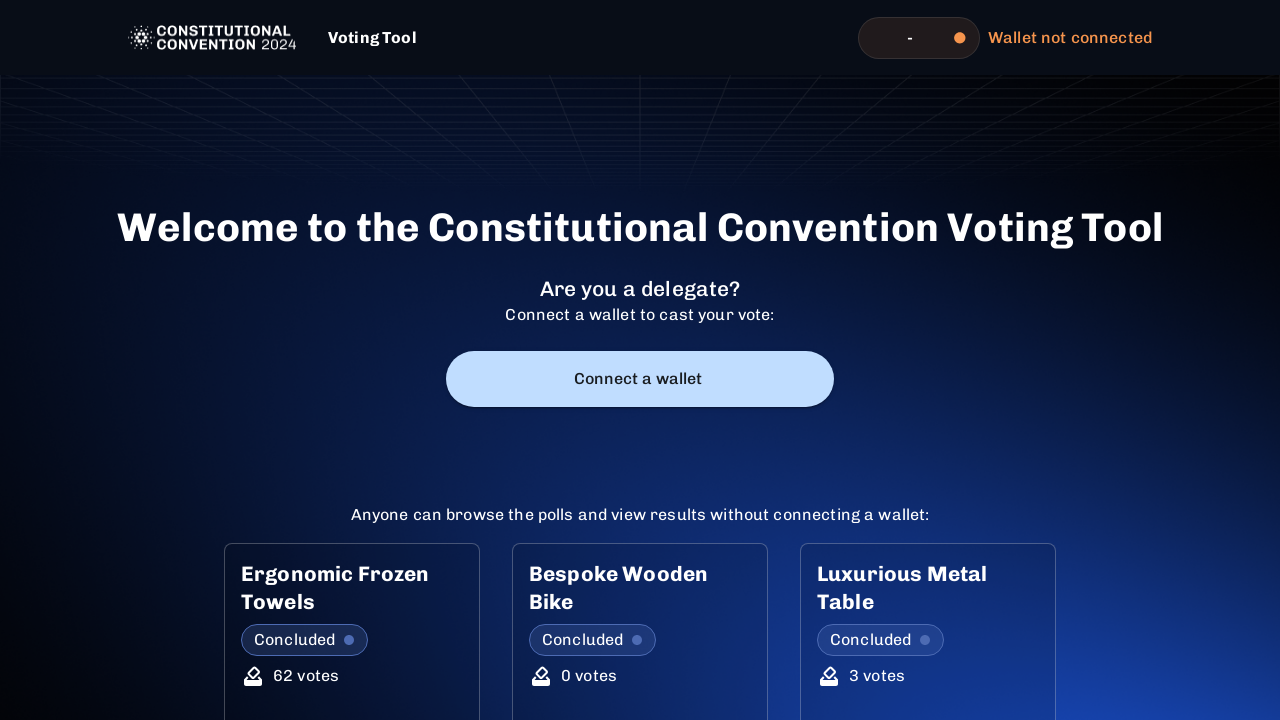 CONSTITUTIONAL
CONVENTION 2024
Voting Tool
-
Wallet not connected
Welcome to the Constitutional Convention Voting Tool
Are you a delegate?
Connect a wallet to cast your vote:
Connect a wallet
Anyone can browse the polls and view results without connecting a wallet:
Ergonomic Frozen
Towels
Concluded
62 votes
Bespoke Wooden
Bike
Concluded
0 votes
Luxurious Metal
Table
Concluded
3 votes